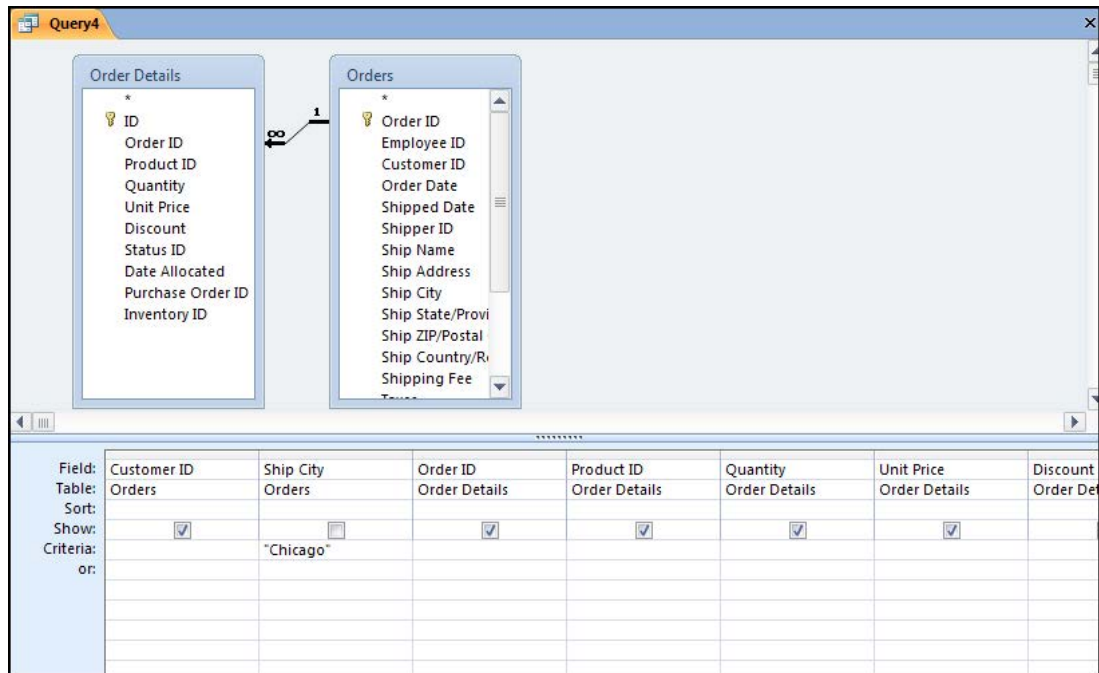 Query4
Order Details
*
ID
Order ID
Product ID
Quantity
Unit Price
Discount
Status ID
Date Allocated
Purchase Order ID
Inventory ID
∞ 1
Orders
*
Order ID
Employee ID
Customer ID
Order Date
Shipped Date
Shipper ID
Ship Name
Ship Address
Ship City
Ship State/Provi
Ship ZIP/Postal
Ship Country/R
Shipping Fee
Field: Customer ID Ship City Order ID Product ID Quantity Unit Price Discount
Table: Orders Orders Order Details Order Details Order Details Order Details Order Det
Sort:
Show:
Criteria: "Chicago"
or: